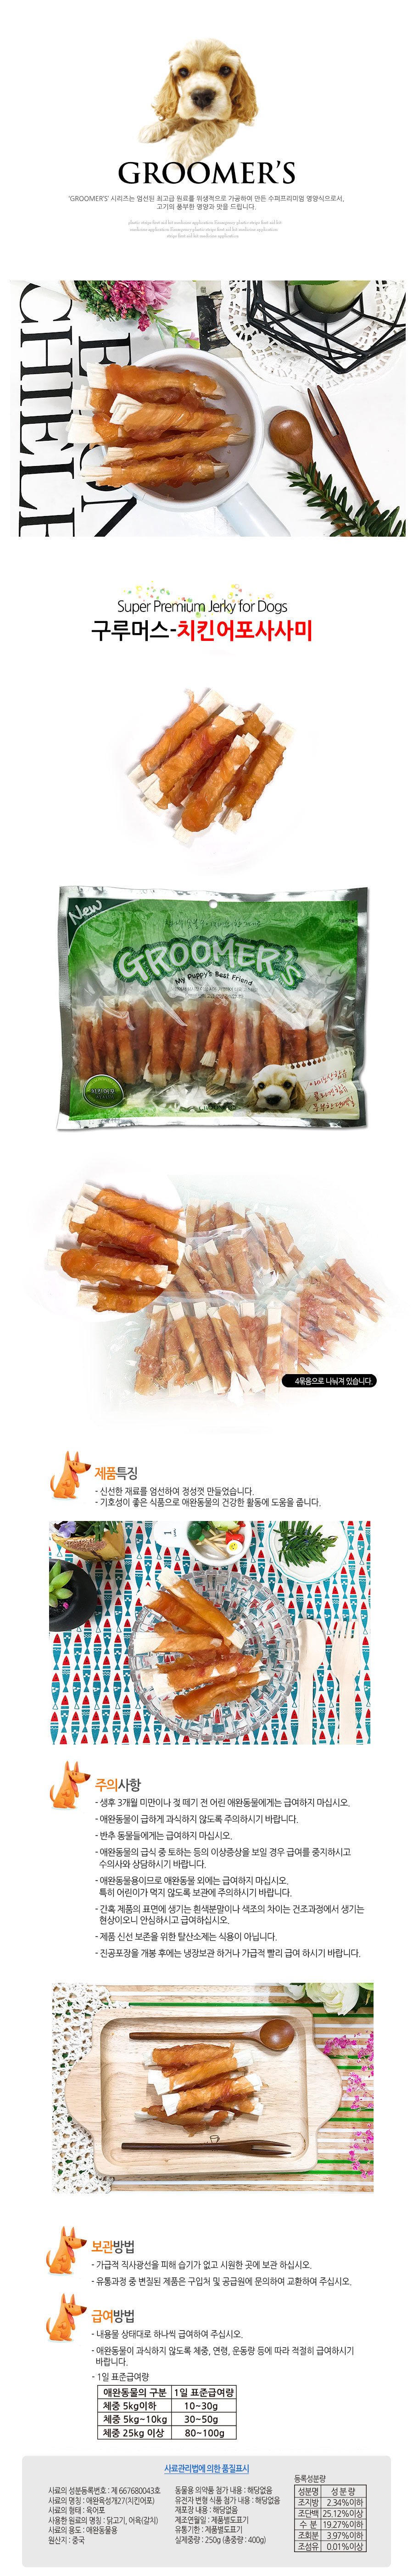 GROOMER'S
'GROOMER'S' 시리즈는 엄선된 최고급 원료를 위생적으로 가공하여 만든 수퍼프리미엄 영양식으로서,
고기의 풍부한 영양과 맛을 드립니다.
Super Premium Jerky for Dogs
구루머스-치킨어포사사미
New
GROOMER'S
My Puppy's Best Friend
4묶음으로 나눠져 있습니다.
제품특징
- 신선한 재료를 엄선하여 정성껏 만들었습니다.
- 기호성이 좋은 식품으로 애완동물의 건강한 활동에 도움을 줍니다.
주의사항
- 생후 3개월 미만이나 젖 떼기 전 어린 애완동물에게는 급여하지 마십시오.
- 애완동물이 급하게 과식하지 않도록 주의하시기 바랍니다.
- 반추 동물들에게는 급여하지 마십시오.
- 애완동물의 급식 중 토하는 등의 이상증상을 보일 경우 급여를 중지하시고
수의사와 상담하시기 바랍니다.
- 애완동물용이므로 애완동물 외에는 급여하지 마십시오.
특히 어린이가 먹지 않도록 보관에 주의하시기 바랍니다.
- 간혹 제품의 표면에 생기는 흰색분말이나 색조의 차이는 건조과정에서 생기는
현상이오니 안심하시고 급여하십시오.
- 제품 신선 보존을 위한 탈산소제는 식용이 아닙니다.
- 진공포장을 개봉 후에는 냉장보관 하거나 가급적 빨리 급여 하시기 바랍니다.
보관방법
- 가급적 직사광선을 피해 습기가 없고 시원한 곳에 보관 하십시오.
- 유통과정 중 변질된 제품은 구입처 및 공급원에 문의하여 교환하여 주십시오.
급여방법
- 내용물 상태대로 하나씩 급여하여 주십시오.
- 애완동물이 과식하지 않도록 체중, 연령, 운동량 등에 따라 적절히 급여하시기
바랍니다.
- 1일 표준급여량
애완동물의 구분 1일 표준급여량
체중 5kg이하 10~30g
체중 5kg~10kg 30~50g
체중 25kg 이상 80~100g
사료관리법에 의한 품질표시
사료의 성분등록번호 : 제 667680043호
사료의 명칭 : 애완육성개27(치킨어포)
사료의 형태 : 육어포
사용한 원료의 명칭 : 닭고기, 어육(갈치)
사료의 용도 : 애완동물용
원산지 : 중국
동물용 의약품 첨가 내용 : 해당없음
유전자 변형 식품 첨가 내용 : 해당없음
재포장 내용 : 해당없음
제조연월일 : 제품별도표기
유통기한 : 제품별도표기
실제중량 : 250g (총중량 : 400g)
등록성분량
성분명 성 분 량
조지방 2.34%이하
조단백 25.12%이상
수 분 19.27%이하
조회분 3.97%이하
조섬유 0.01%이상